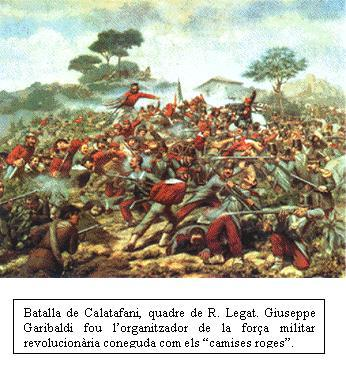 Batalla de Calatafani, quadre de R. Legat. Giuseppe
Garibaldi fou l'organitzador de la força militar
revolucionària coneguda com els “camises roges”.